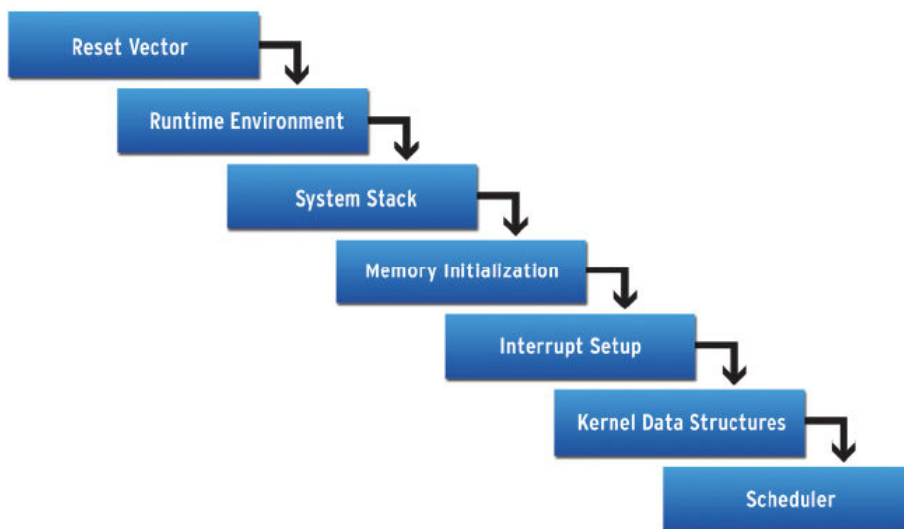 Reset Vector
Runtime Environment
System Stack
Memory Initialization
Interrupt Setup
Kernel Data Structures
Scheduler